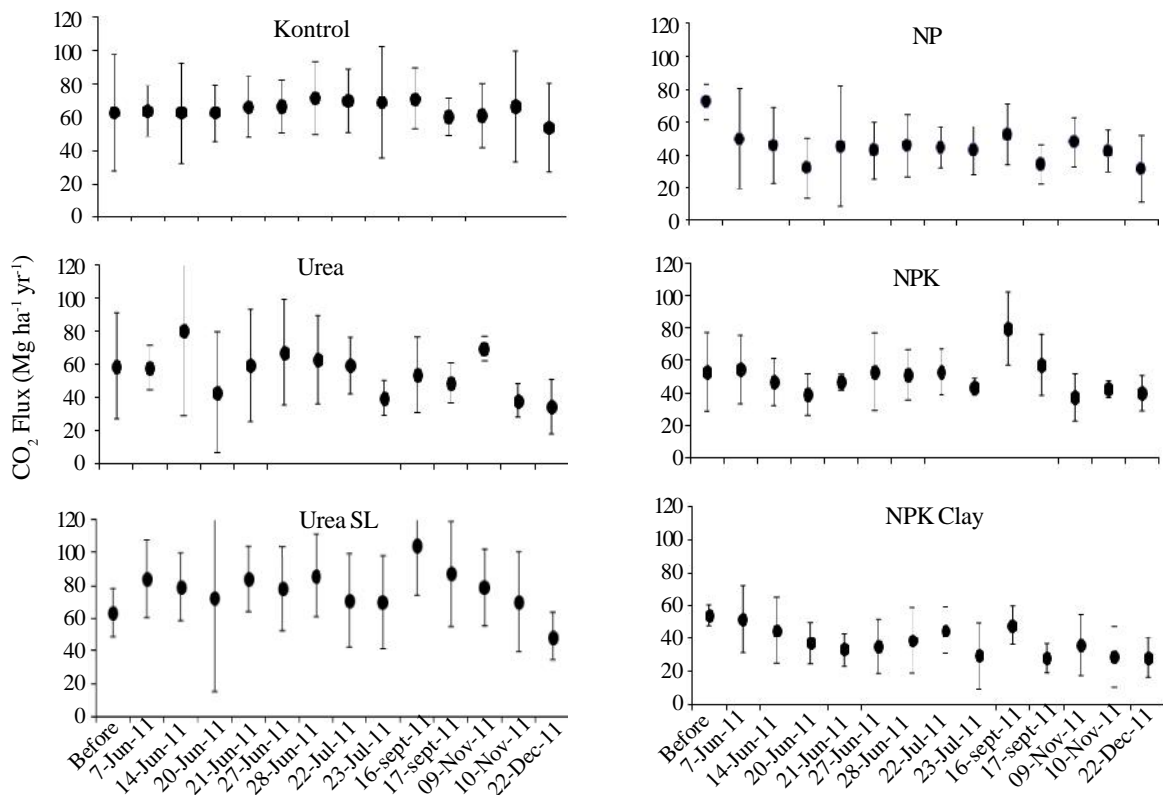 Kontrol
120
100
80
60
40
20
0
NP
120
100
80
60
40
20
0
CO₂ Flux (Mg ha⁻¹ yr⁻¹)
Urea
120
100
80
60
40
20
0
NPK
120
100
80
60
40
20
0
Urea SL
120
100
80
60
40
20
0
Before
7-Jun-11
14-Jun-11
20-Jun-11
21-Jun-11
27-Jun-11
28-Jun-11
22-Jul-11
23-Jul-11
16-sept-11
17-sept-11
09-Nov-11
10-Nov-11
22-Dec-11
NPK Clay
120
100
80
60
40
20
0
Before
7-Jun-11
14-Jun-11
20-Jun-11
21-Jun-11
27-Jun-11
28-Jun-11
22-Jul-11
23-Jul-11
16-sept-11
17-sept-11
09-Nov-11
10-Nov-11
22-Dec-11